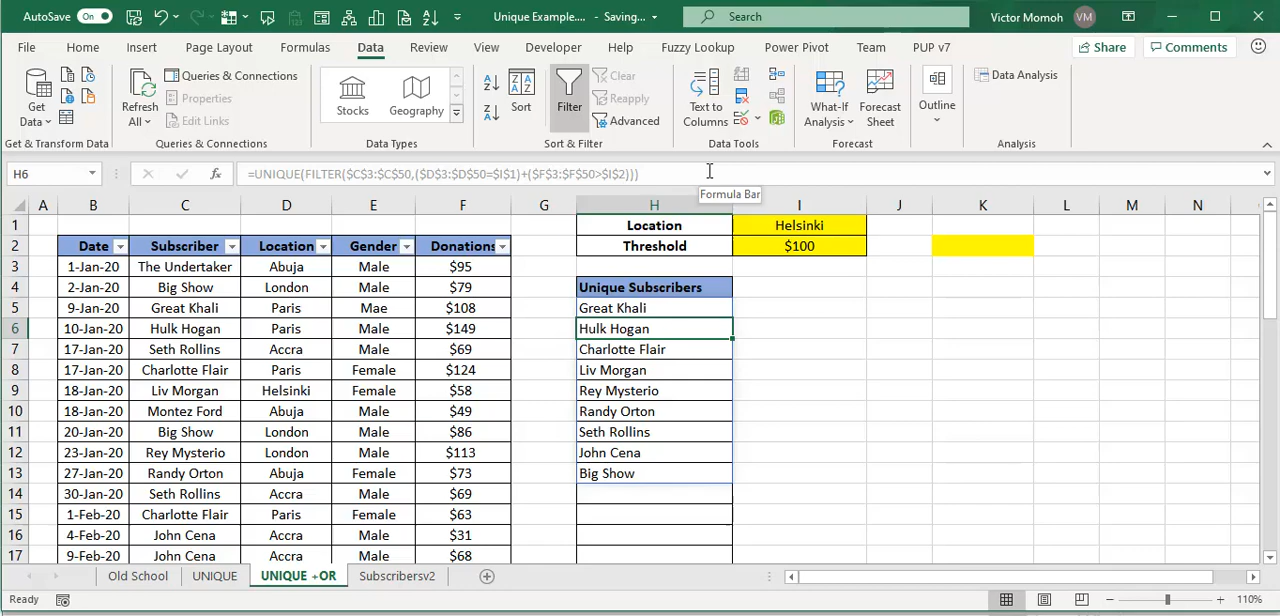 AutoSave On Unique Example.... - Saving... Search Victor Momoh VM
File Home Insert Page Layout Formulas Data Review View Developer Help Fuzzy Lookup Power Pivot Team PUP v7 Share Comments
Get Data Refresh All Queries & Connections Properties Edit Links Stocks Geography Sort Filter Clear Reapply Advanced Text to Columns What-If Analysis Forecast Sheet Outline Data Analysis
Get & Transform Data Queries & Connections Data Types Sort & Filter Data Tools Forecast Analysis
H6 fx =UNIQUE(FILTER($C$3:$C$50,($D$3:$D$50=$I$1)+($F$3:$F$50>$I$2)))
Formula Bar
A B C D E F G H I J K L M N
1 Location Helsinki
2 Date Subscriber Location Gender Donations Threshold $100
3 1-Jan-20 The Undertaker Abuja Male $95
4 2-Jan-20 Big Show London Male $79 Unique Subscribers
5 9-Jan-20 Great Khali Paris Mae $108 Great Khali
6 10-Jan-20 Hulk Hogan Paris Male $149 Hulk Hogan
7 17-Jan-20 Seth Rollins Accra Male $69 Charlotte Flair
8 17-Jan-20 Charlotte Flair Paris Female $124 Liv Morgan
9 18-Jan-20 Liv Morgan Helsinki Female $58 Rey Mysterio
10 18-Jan-20 Montez Ford Abuja Male $49 Randy Orton
11 20-Jan-20 Big Show London Male $86 Seth Rollins
12 23-Jan-20 Rey Mysterio London Male $113 John Cena
13 27-Jan-20 Randy Orton Abuja Female $73 Big Show
14 30-Jan-20 Seth Rollins Accra Male $69
15 1-Feb-20 Charlotte Flair Paris Female $63
16 4-Feb-20 John Cena Accra Male $31
17 9-Feb-20 John Cena Accra Male $68
Old School UNIQUE UNIQUE +OR Subscribersv2
Ready 110%